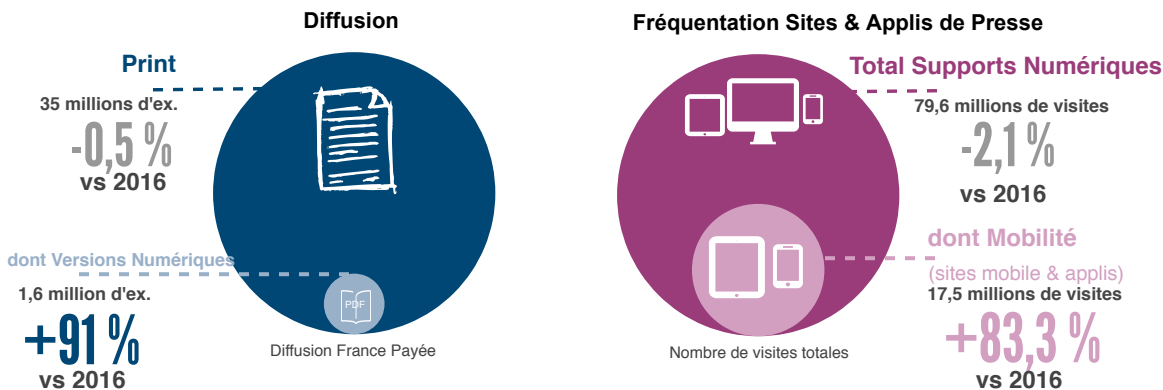 Diffusion
Print
35 millions d'ex.
-0,5 %
vs 2016
dont Versions Numériques
1,6 million d'ex.
+91 %
vs 2016
PDF
Diffusion France Payée
Fréquentation Sites & Applis de Presse
Total Supports Numériques
79,6 millions de visites
-2,1 %
vs 2016
dont Mobilité
(sites mobile & applis)
17,5 millions de visites
+83,3 %
vs 2016
Nombre de visites totales